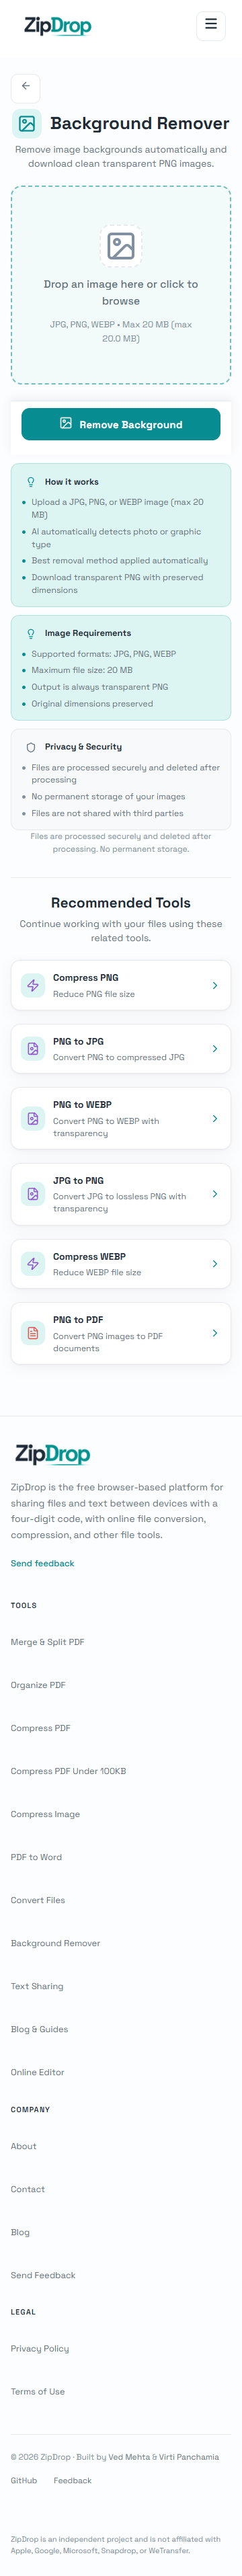 ZipDrop
Background Remover
Remove image backgrounds automatically and
download clean transparent PNG images.
Drop an image here or click to
browse
JPG, PNG, WEBP • Max 20 MB (max
20.0 MB)
Remove Background
How it works
Upload a JPG, PNG, or WEBP image (max 20
MB)
AI automatically detects photo or graphic
type
Best removal method applied automatically
Download transparent PNG with preserved
dimensions
Image Requirements
Supported formats: JPG, PNG, WEBP
Maximum file size: 20 MB
Output is always transparent PNG
Original dimensions preserved
Privacy & Security
Files are processed securely and deleted after
processing
No permanent storage of your images
Files are not shared with third parties
Files are processed securely and deleted after
processing. No permanent storage.
Recommended Tools
Continue working with your files using these
related tools.
Compress PNG
Reduce PNG file size
PNG to JPG
Convert PNG to compressed JPG
PNG to WEBP
Convert PNG to WEBP with
transparency
JPG to PNG
Convert JPG to lossless PNG with
transparency
Compress WEBP
Reduce WEBP file size
PNG to PDF
Convert PNG images to PDF
documents
ZipDrop
ZipDrop is the free browser-based platform for
sharing files and text between devices with a
four-digit code, with online file conversion,
compression, and other file tools.
Send feedback
TOOLS
Merge & Split PDF
Organize PDF
Compress PDF
Compress PDF Under 100KB
Compress Image
PDF to Word
Convert Files
Background Remover
Text Sharing
Blog & Guides
Online Editor
COMPANY
About
Contact
Blog
Send Feedback
LEGAL
Privacy Policy
Terms of Use
© 2026 ZipDrop · Built by Ved Mehta & Virti Panchamia
GitHub Feedback
ZipDrop is an independent project and is not affiliated with
Apple, Google, Microsoft, Snapdrop, or WeTransfer.